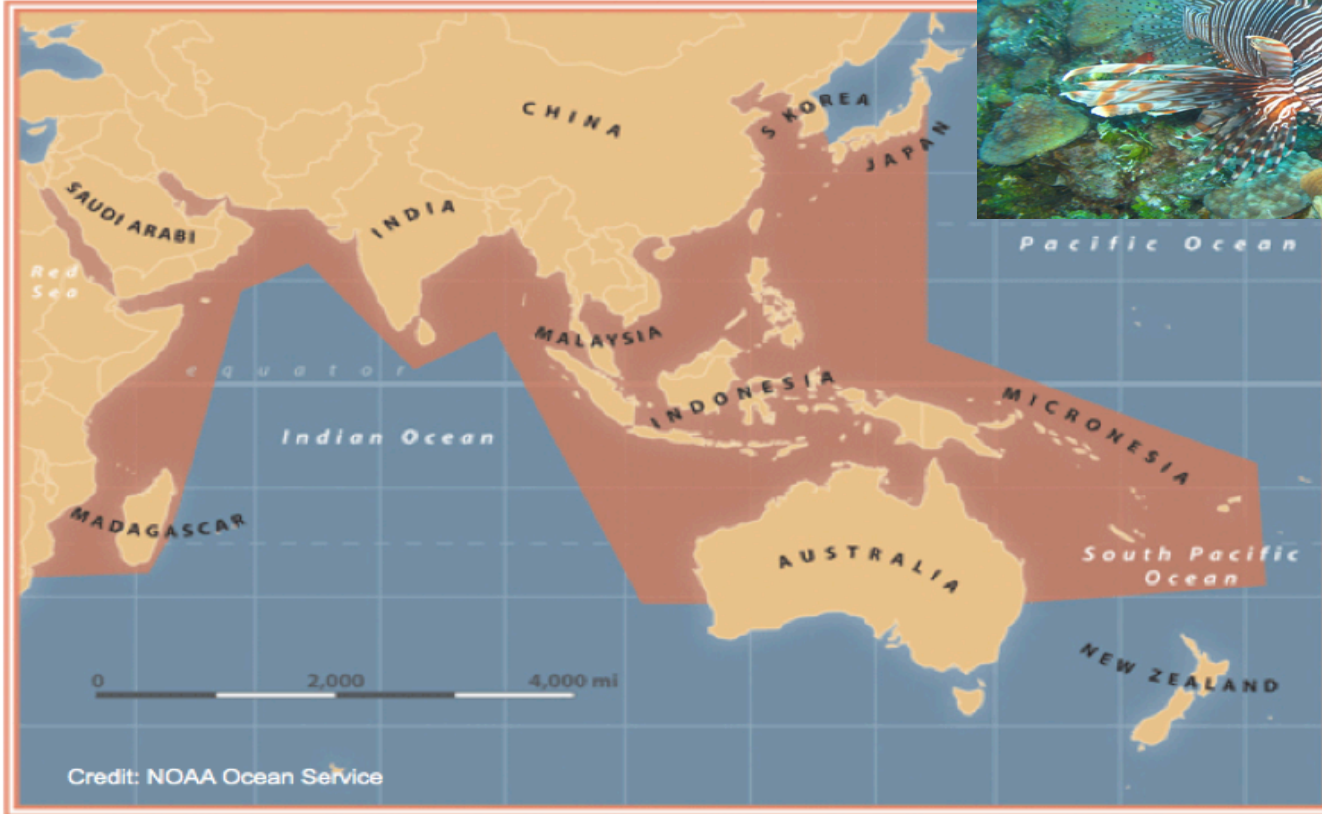 CHINA
S KOREA
JAPAN
SAUDI ARABI
INDIA
Pacific Ocean
Red
Sea
MALAYSIA
equator
INDONESIA
MICRONESIA
Indian Ocean
MADAGASCAR
AUSTRALIA
South Pacific
Ocean
NEW ZEALAND
0 2,000 4,000 mi
Credit: NOAA Ocean Service